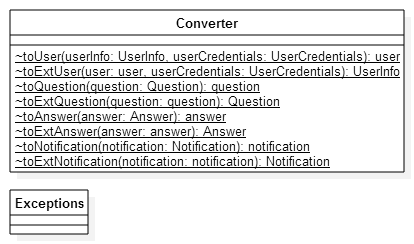 Converter
~toUser(userInfo: UserInfo, userCredentials: UserCredentials): user
~toExtUser(user: user, userCredentials: UserCredentials): UserInfo
~toQuestion(question: Question): question
~toExtQuestion(question: question): Question
~toAnswer(answer: Answer): answer
~toExtAnswer(answer: answer): Answer
~toNotification(notification: Notification): notification
~toExtNotification(notification: notification): Notification
Exceptions